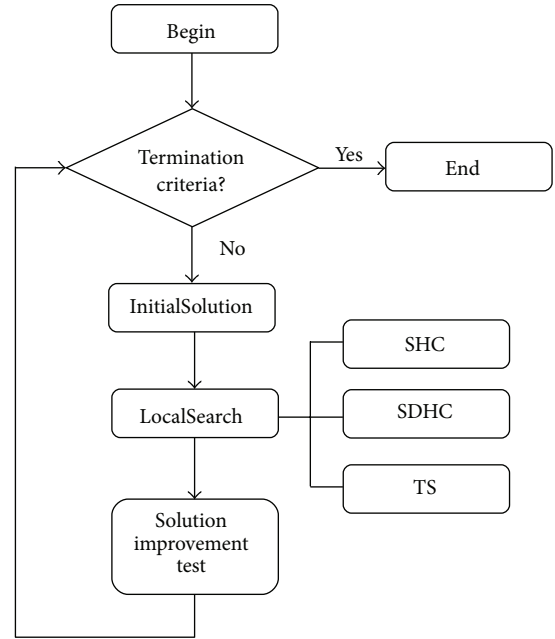 Begin
Termination
criteria?
Yes
End
No
InitialSolution
SHC
LocalSearch
SDHC
TS
Solution
improvement
test